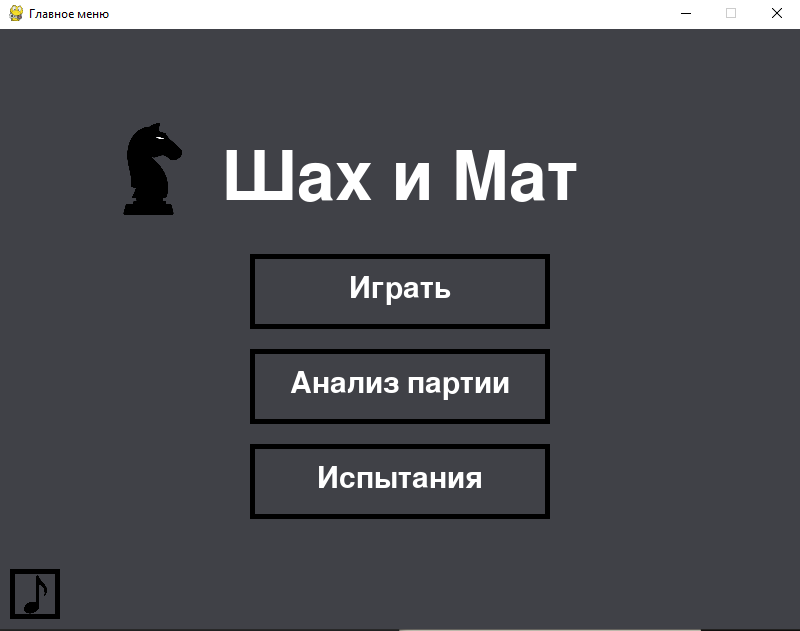 Главное меню
Шах и Мат
Играть
Анализ партии
Испытания